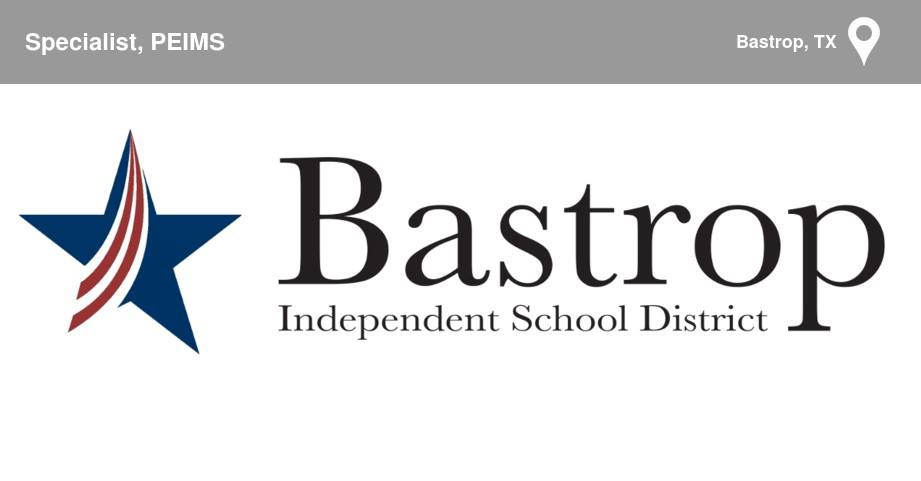 Specialist, PEIMS
Bastrop, TX
Bastrop
Independent School District